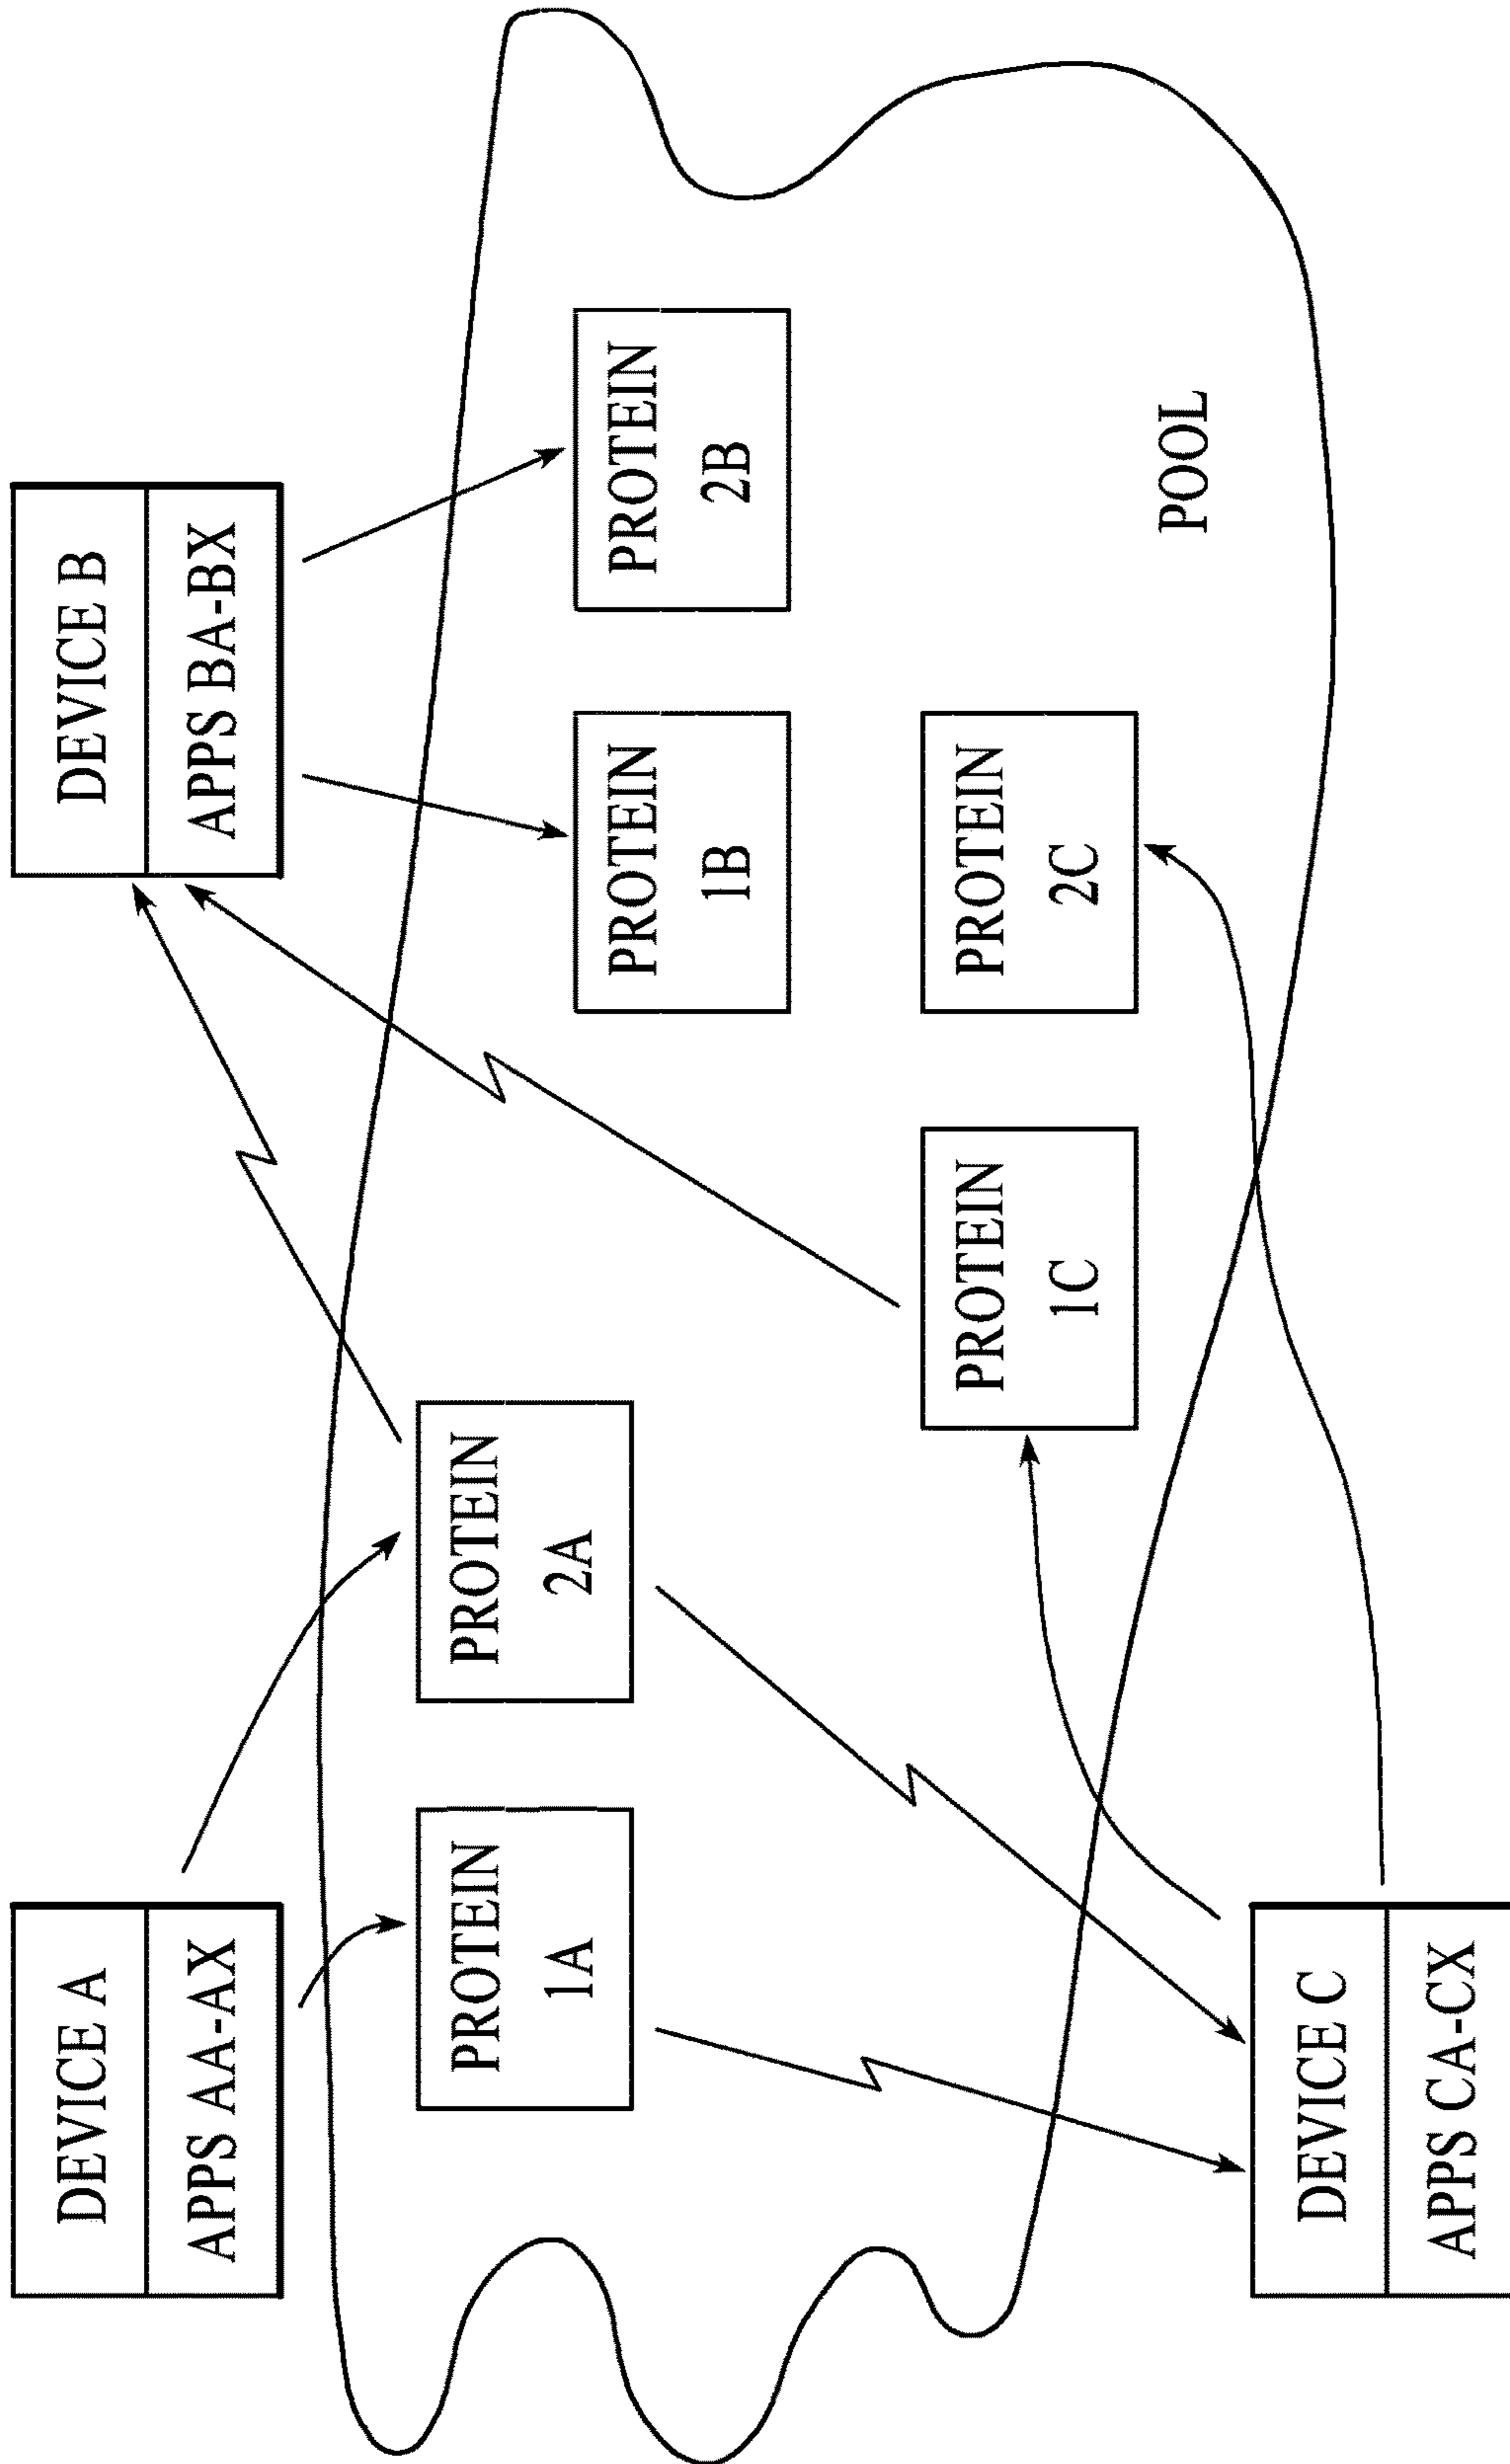 DEVICE A
APPS AA-AX
DEVICE B
APPS BA-BX
PROTEIN
1A
PROTEIN
2A
PROTEIN
1B
PROTEIN
2B
PROTEIN
1C
PROTEIN
2C
POOL
DEVICE C
APPS CA-CX